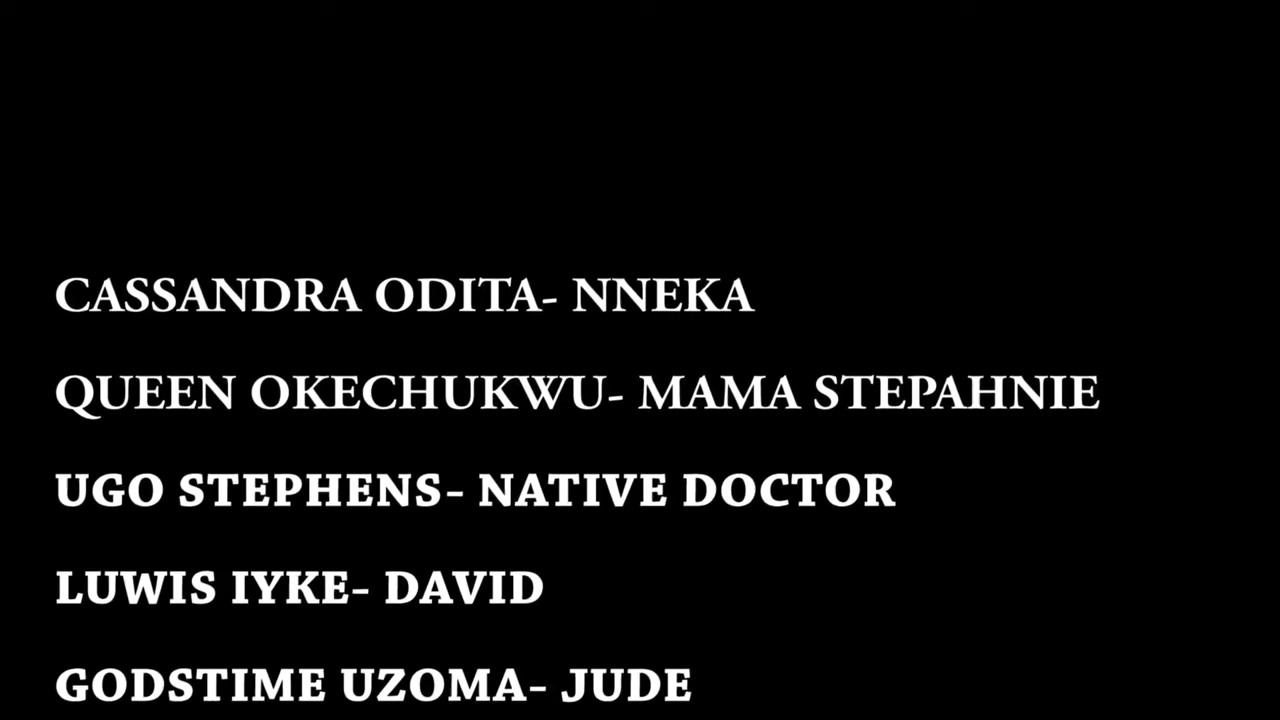 CASSANDRA ODITA- NNEKA
QUEEN OKECHUKWU- MAMA STEPAHNIE
UGO STEPHENS- NATIVE DOCTOR
LUWIS IYKE- DAVID
GODSTIME UZOMA- JUDE